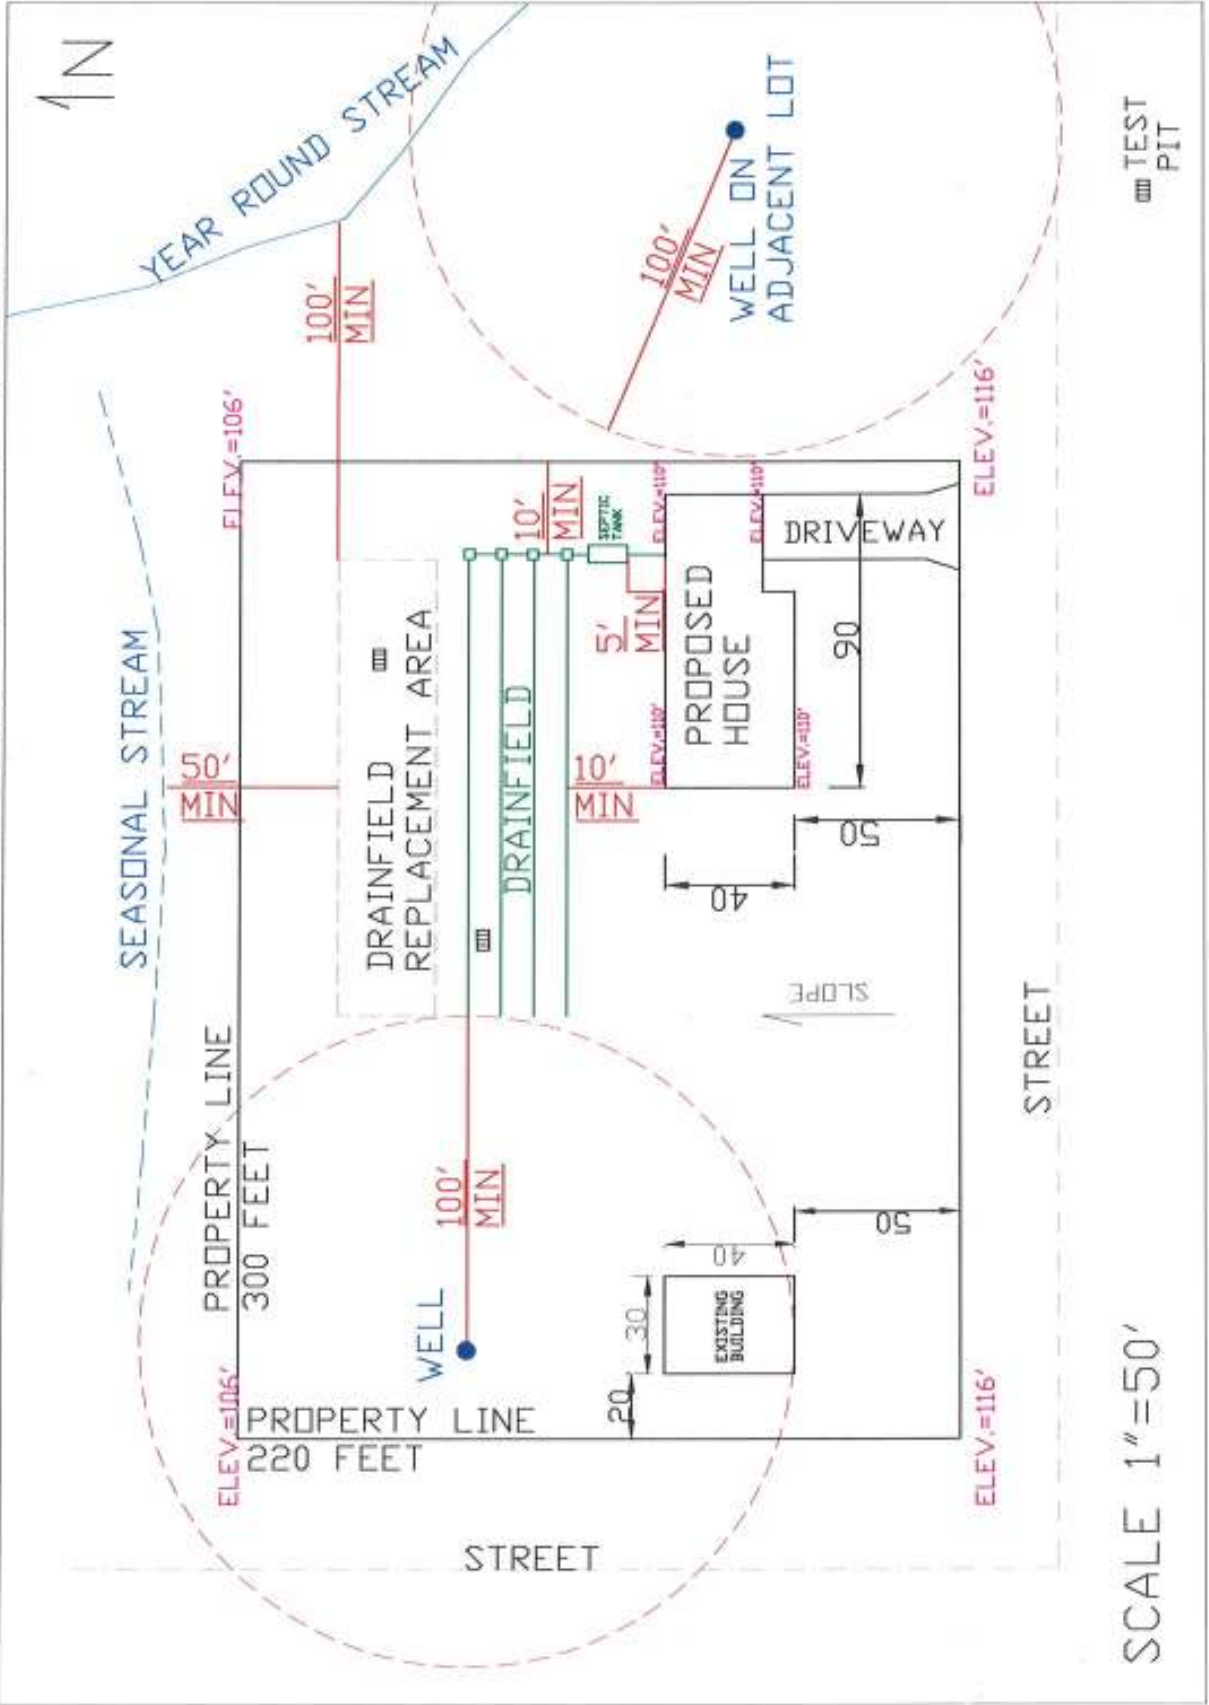 N
YEAR ROUND STREAM
SEASONAL STREAM
ELEV.=106'
PROPERTY LINE
300 FEET
ELEV.=106'
50'
MIN
100'
MIN
PROPERTY LINE
220 FEET
WELL
100'
MIN
DRAINFIELD
REPLACEMENT AREA
DRAINFIELD
10'
MIN
SEPTIC
TANK
5'
MIN
10'
MIN
100'
MIN
WELL ON
ADJACENT LOT
ELEV.=110'
ELEV.=110'
ELEV.=110'
ELEV.=110'
PROPOSED
HOUSE
DRIVEWAY
90
40
50
20
30
40
EXISTING
BUILDING
50
SLOPE
ELEV.=116'
ELEV.=116'
STREET
STREET
SCALE 1"=50'
TEST
PIT